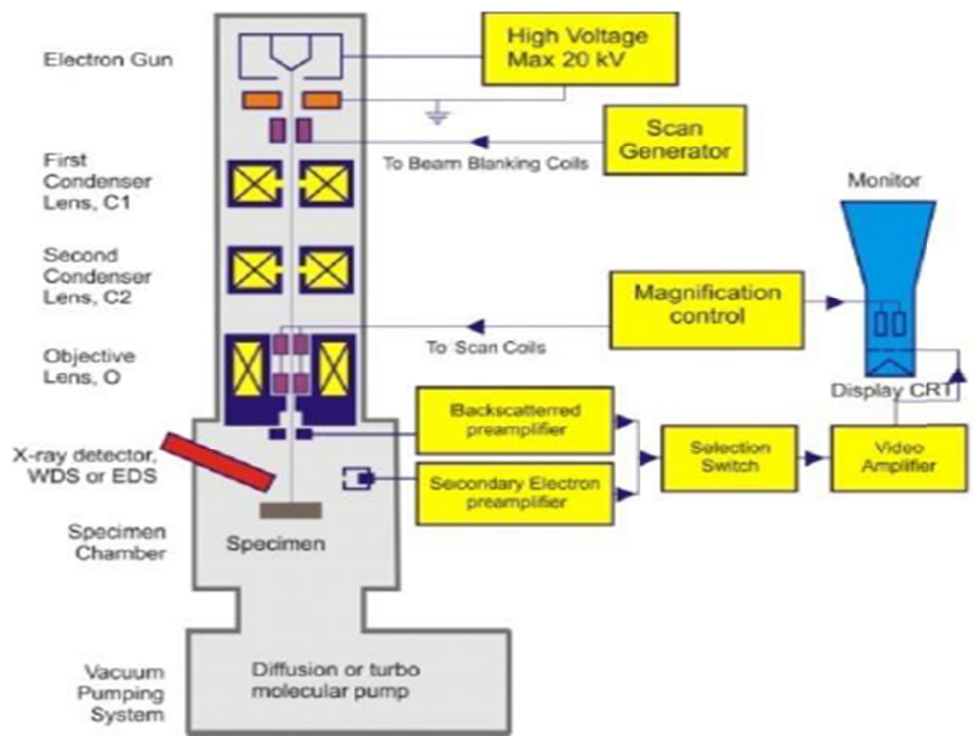 Electron Gun
High Voltage
Max 20 kV
Scan
Generator
To Beam Blanking Coils
First
Condenser
Lens, C1
Monitor
Second
Condenser
Lens, C2
Magnification
control
To Scan Coils
Objective
Lens, O
Display CRT
Backscatterred
preamplifier
X-ray detector,
WDS or EDS
Selection
Switch
Video
Amplifier
Secondary Electron
preamplifier
Specimen
Chamber
Specimen
Vacuum
Pumping
System
Diffusion or turbo
molecular pump